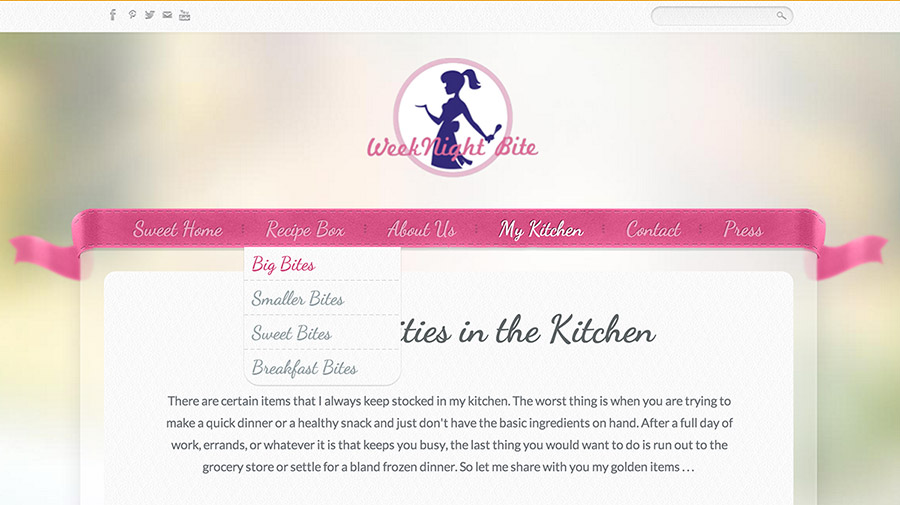 WeekNight Bite
Sweet Home Recipe Box About Us My Kitchen Contact Press
Big Bites
Smaller Bites
Sweet Bites
Breakfast Bites
in the Kitchen
There are certain items that I always keep stocked in my kitchen. The worst thing is when you are trying to
make a quick dinner or a healthy snack and just don't have the basic ingredients on hand. After a full day of
work, errands, or whatever it is that keeps you busy, the last thing you would want to do is run out to the
grocery store or settle for a bland frozen dinner. So let me share with you my golden items . . .